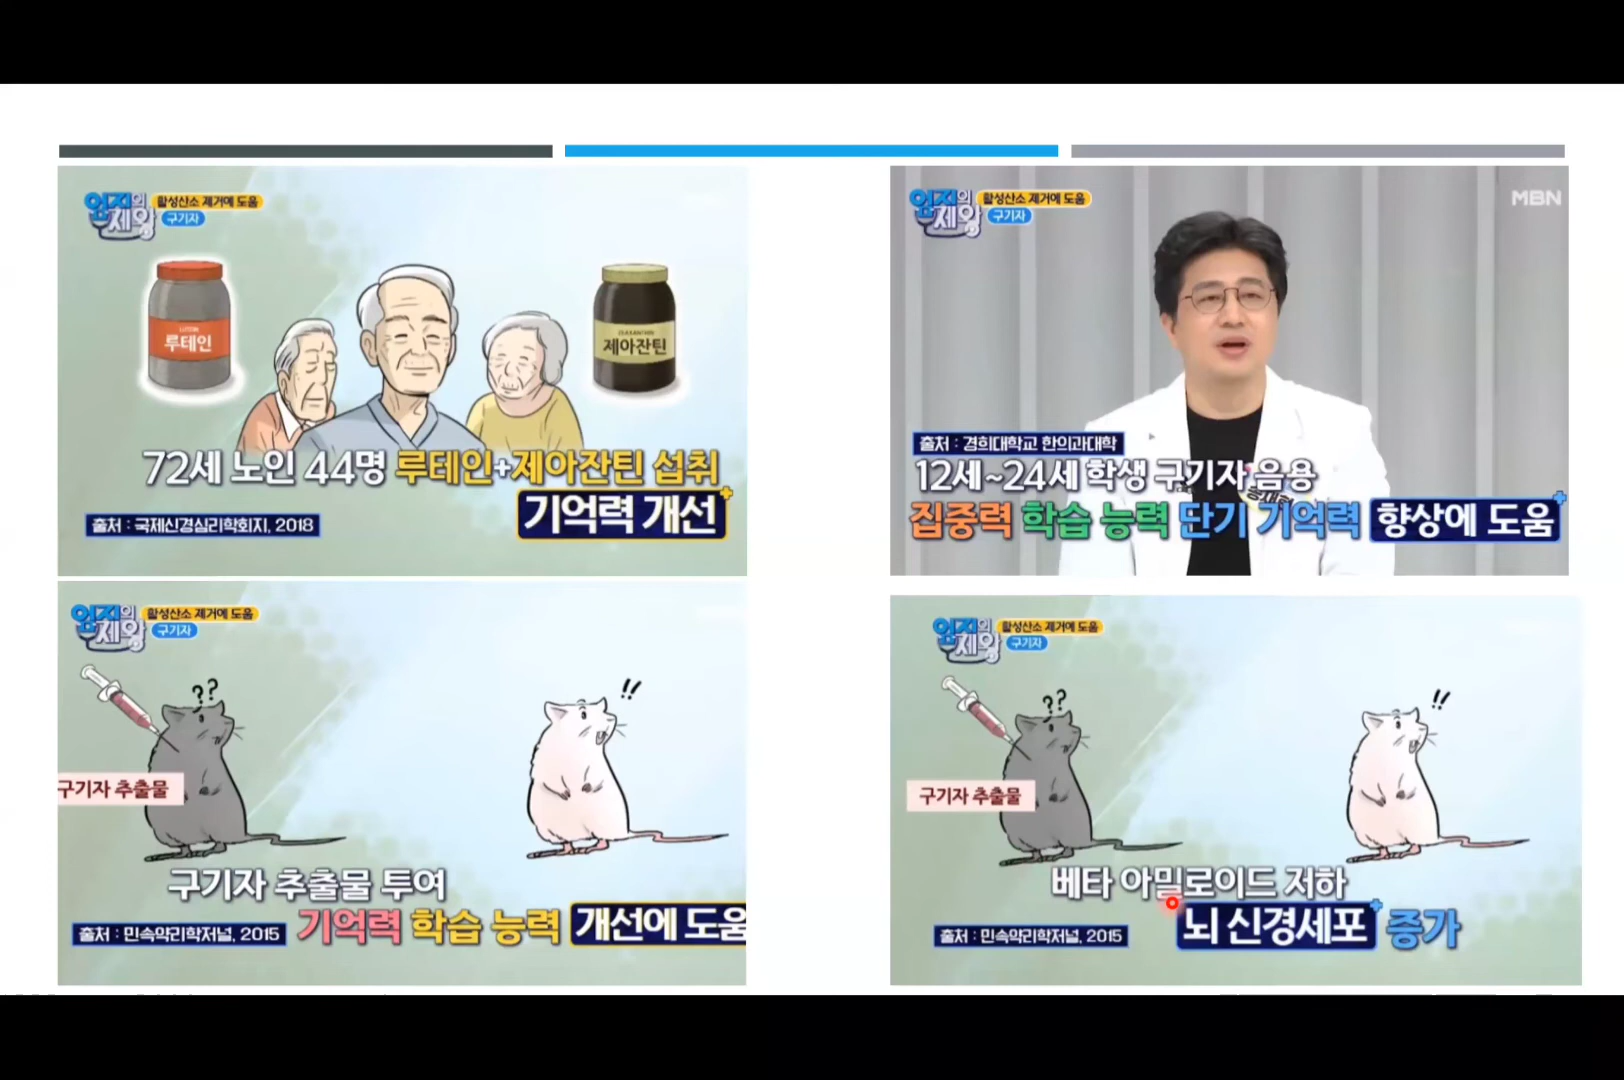 엄지의 제왕
활성산소 제거에 도움
구기자
LUTEIN
루테인
ZEAXANTHIN
제아잔틴
72세 노인 44명 루테인+제아잔틴 섭취
기억력 개선
출처 : 국제신경심리학회지, 2018
엄지의 제왕
활성산소 제거에 도움
구기자
MBN
출처 : 경희대학교 한의과대학
12세~24세 학생 구기자 음용
집중력 학습 능력 단기 기억력 향상에 도움
엄지의 제왕
활성산소 제거에 도움
구기자
??
!!
구기자 추출물
구기자 추출물 투여
출처 : 민속약리학저널, 2015
기억력 학습 능력 개선에 도움
엄지의 제왕
활성산소 제거에 도움
구기자
??
!!
구기자 추출물
베타 아밀로이드 저하
출처 : 민속약리학저널, 2015
뇌 신경세포 증가